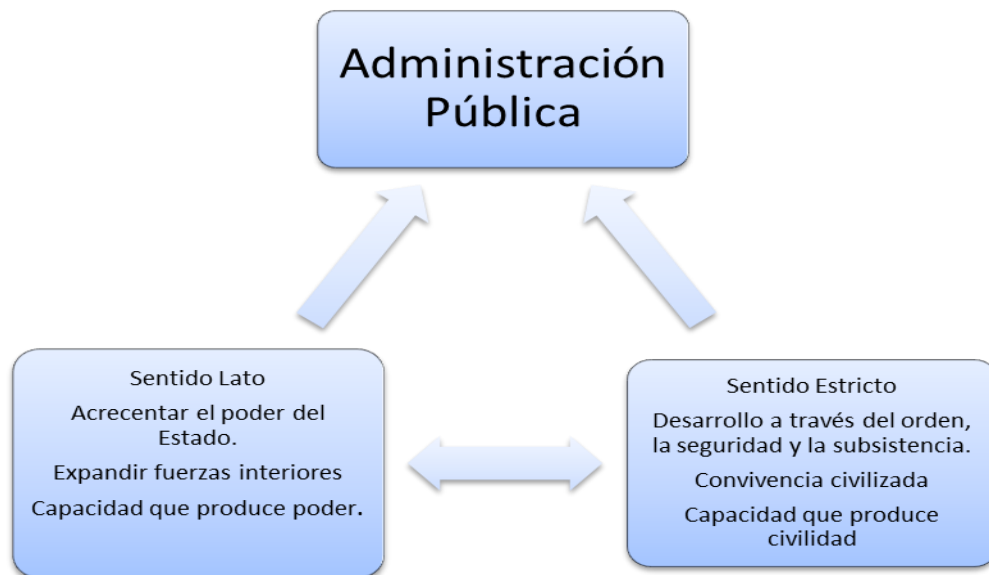 Administración
Pública
Sentido Lato
Acrecentar el poder del
Estado.
Expandir fuerzas interiores
Capacidad que produce poder.
Sentido Estricto
Desarrollo a través del orden,
la seguridad y la subsistencia.
Convivencia civilizada
Capacidad que produce
civilidad